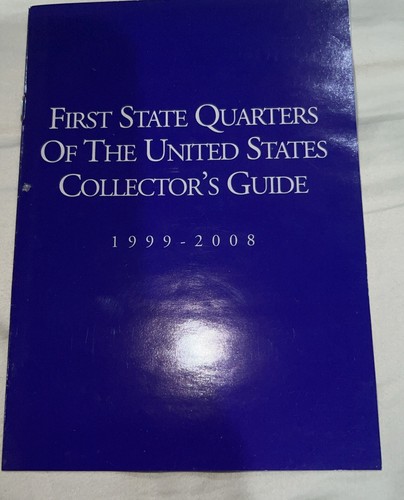 First State Quarters
Of The United States
Collector's Guide
1999-2008